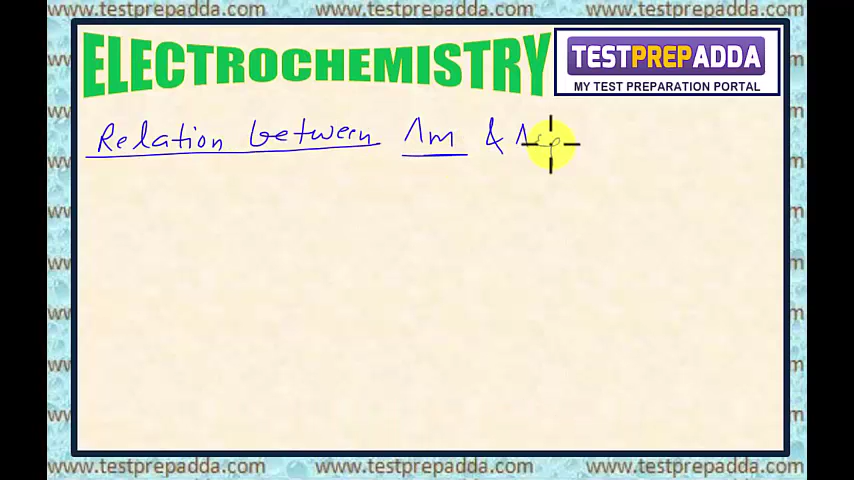 www.testprepadda.com www.testprepadda.com www.testprepadda.com
ELECTROCHEMISTRY
TESTPREPADDA
MY TEST PREPARATION PORTAL
Relation between Λm & Λeq
www.testprepadda.com www.testprepadda.com www.testprepadda.com